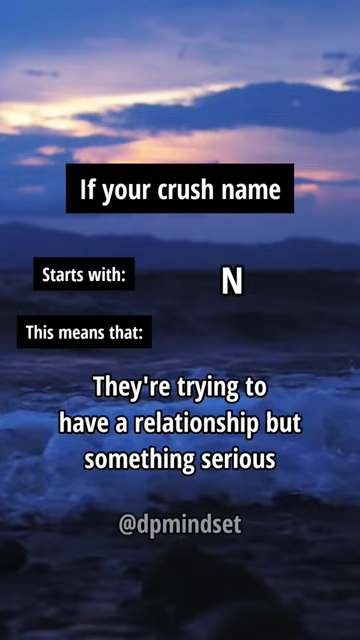 If your crush name
Starts with:
N
This means that:
They're trying to
have a relationship but
something serious
@dpmindset